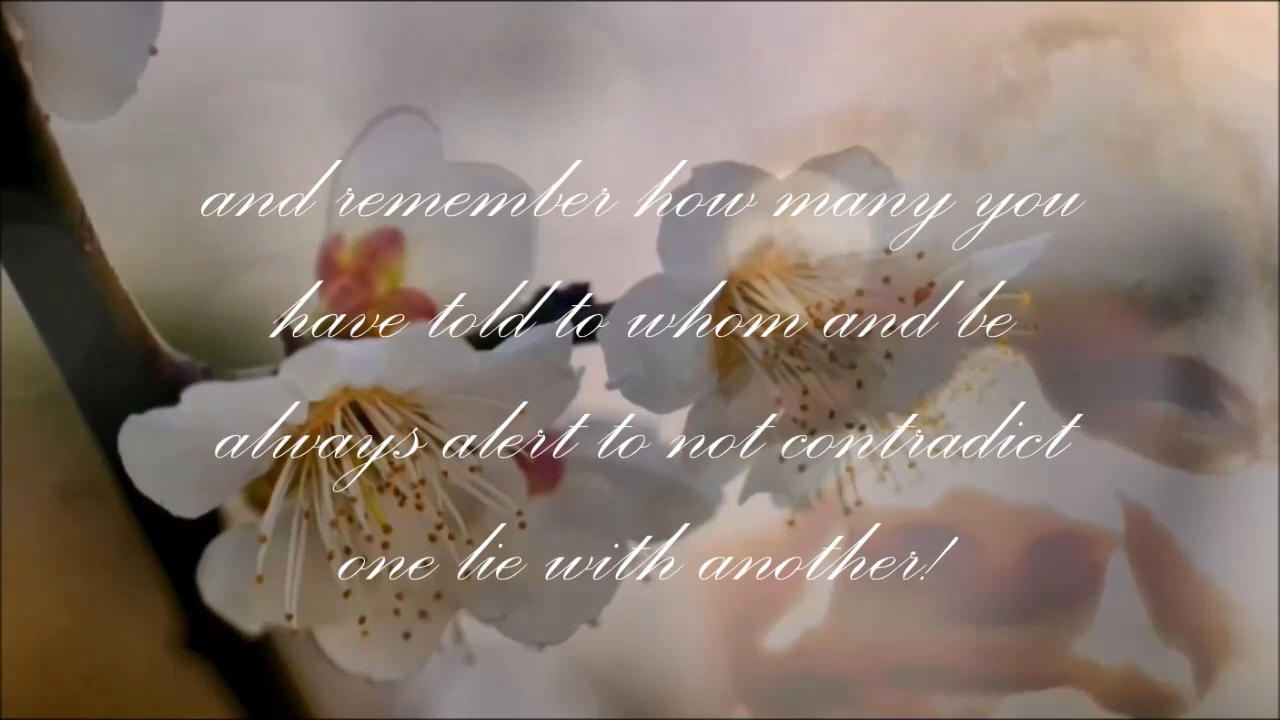 and remember how many you
have told to whom and be
always alert to not contradict
one lie with another!